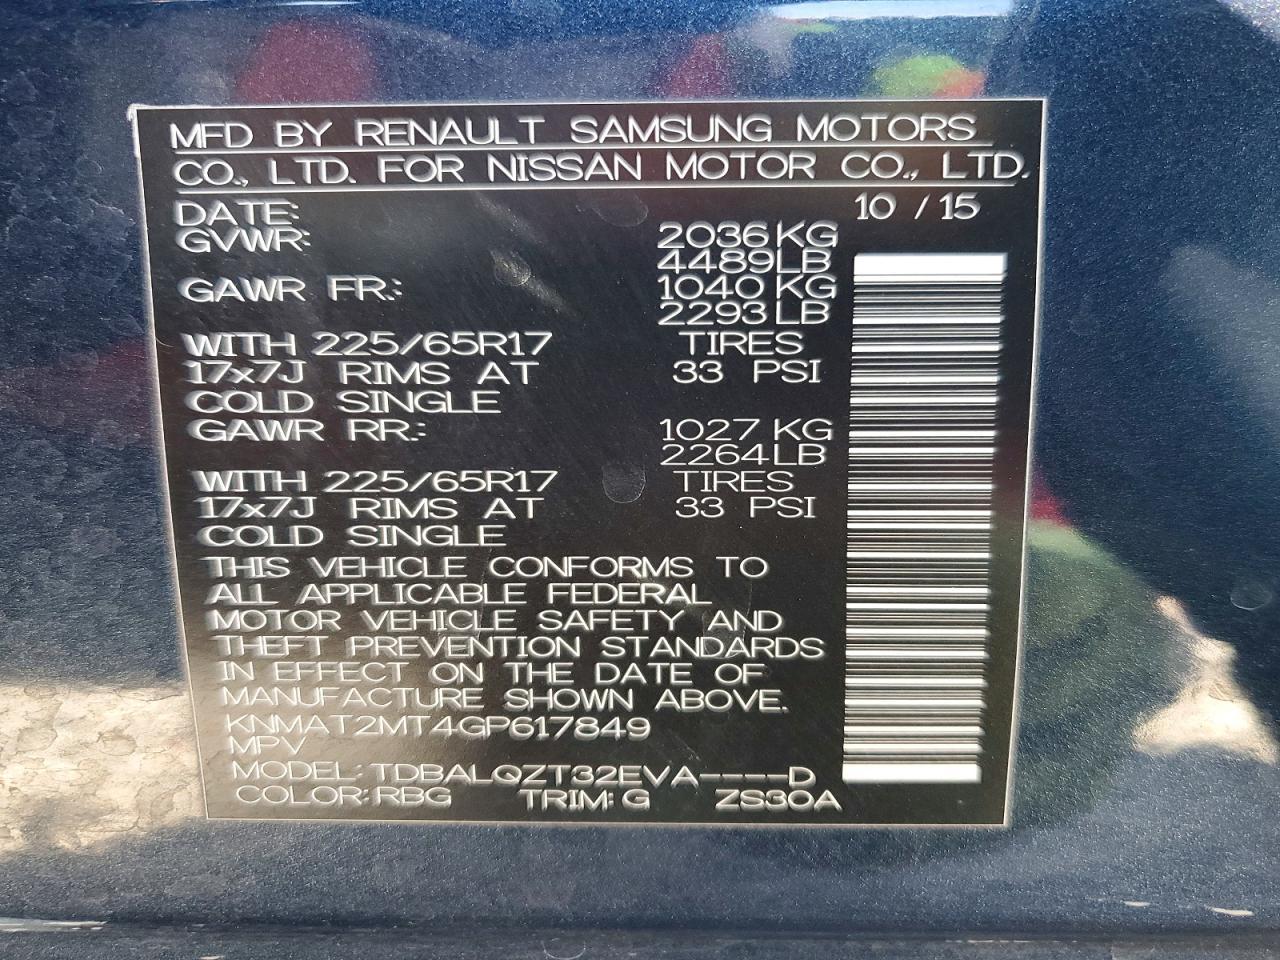 MFD BY RENAULT SAMSUNG MOTORS
CO., LTD. FOR NISSAN MOTOR CO., LTD.
DATE: 10 / 15
GVWR: 2036 KG
4489 LB
GAWR FR.: 1040 KG
2293 LB
WITH 225/65R17 TIRES
17x7J RIMS AT 33 PSI
COLD SINGLE
GAWR RR.: 1027 KG
2264 LB
WITH 225/65R17 TIRES
17x7J RIMS AT 33 PSI
COLD SINGLE
THIS VEHICLE CONFORMS TO
ALL APPLICABLE FEDERAL
MOTOR VEHICLE SAFETY AND
THEFT PREVENTION STANDARDS
IN EFFECT ON THE DATE OF
MANUFACTURE SHOWN ABOVE.
KNMAT2MT4GP617849
MPV
MODEL: TDBALQZT32EVA----D
COLOR: RBG TRIM: G ZS30A